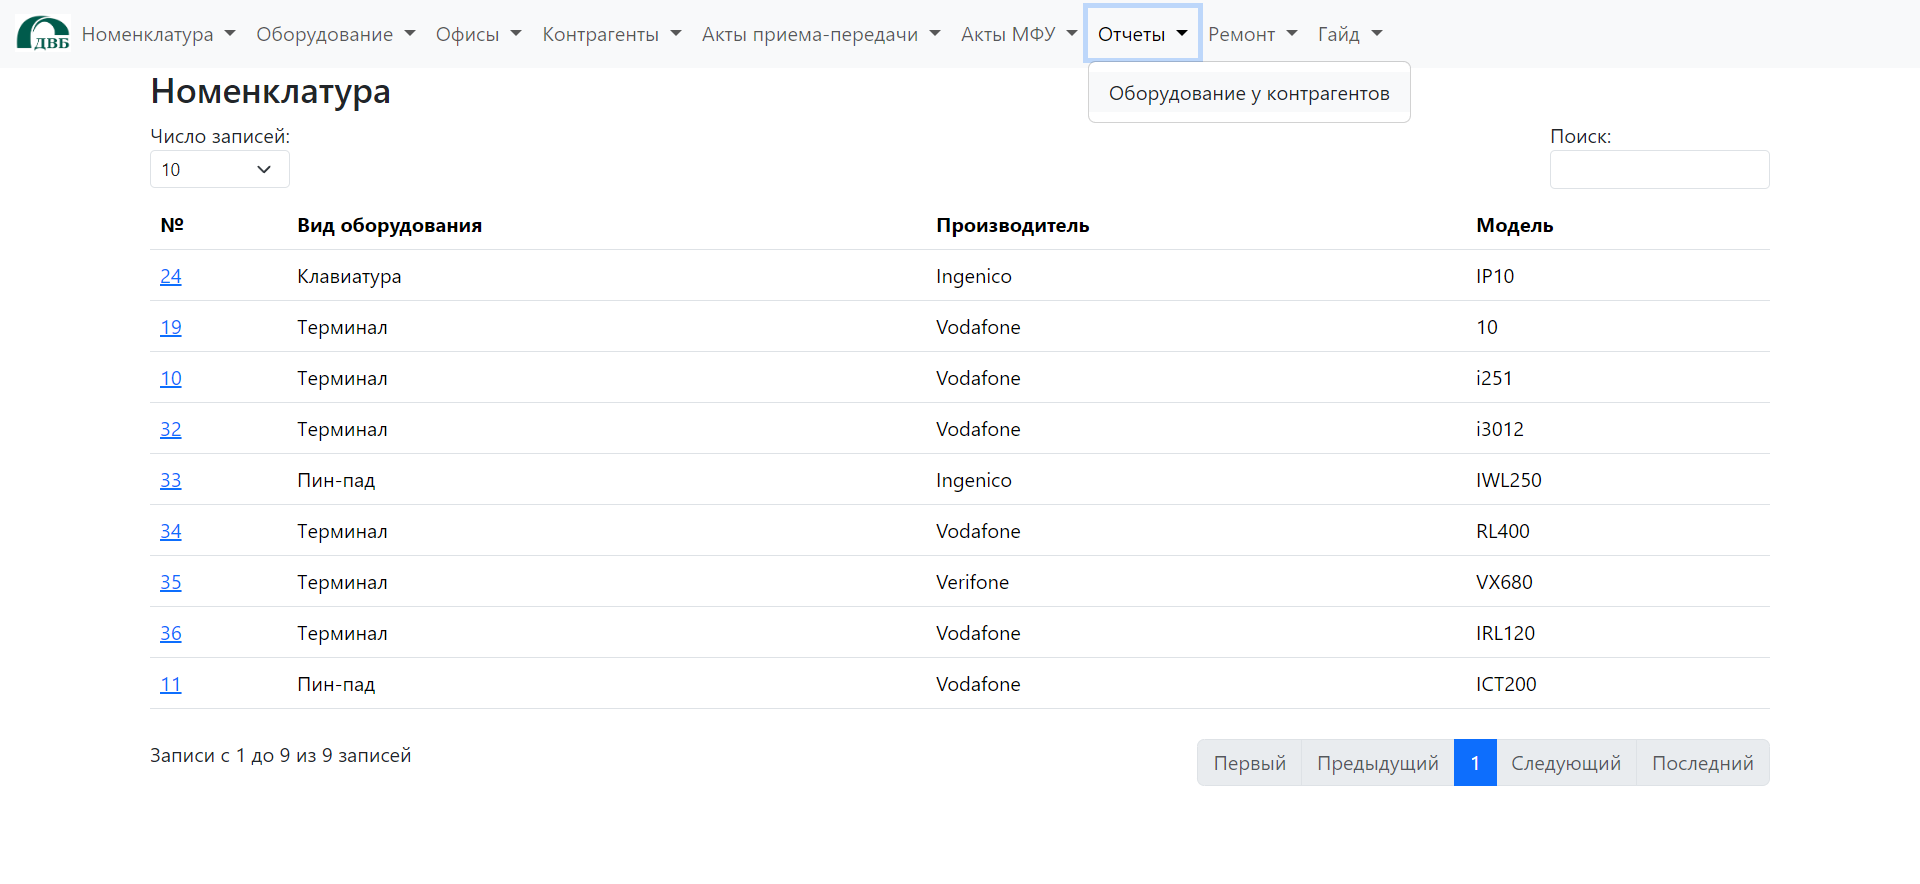 ДВБ Номенклатура Оборудование Офисы Контрагенты Акты приема-передачи Акты МФУ Отчеты Ремонт Гайд
Оборудование у контрагентов
Номенклатура
Число записей:
10
Поиск:
№ Вид оборудования Производитель Модель
24 Клавиатура Ingenico IP10
19 Терминал Vodafone 10
10 Терминал Vodafone i251
32 Терминал Vodafone i3012
33 Пин-пад Ingenico IWL250
34 Терминал Vodafone RL400
35 Терминал Verifone VX680
36 Терминал Vodafone IRL120
11 Пин-пад Vodafone ICT200
Записи с 1 до 9 из 9 записей
Первый Предыдущий 1 Следующий Последний